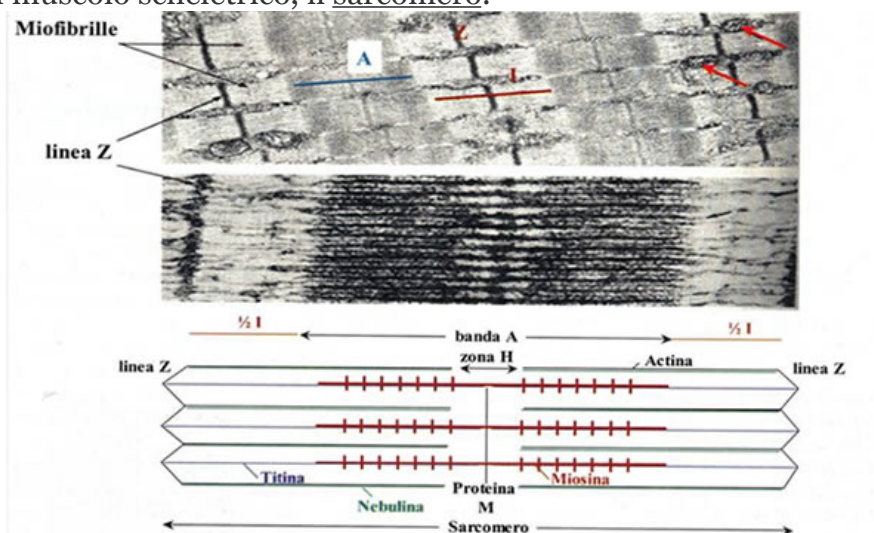 muscolo scheletrico, il sarcomero.
Miofibrille
Z
A
I
linea Z
½ I
banda A
½ I
zona H
linea Z
Actina
linea Z
Titina
Miosina
Proteina
Nebulina
M
Sarcomero